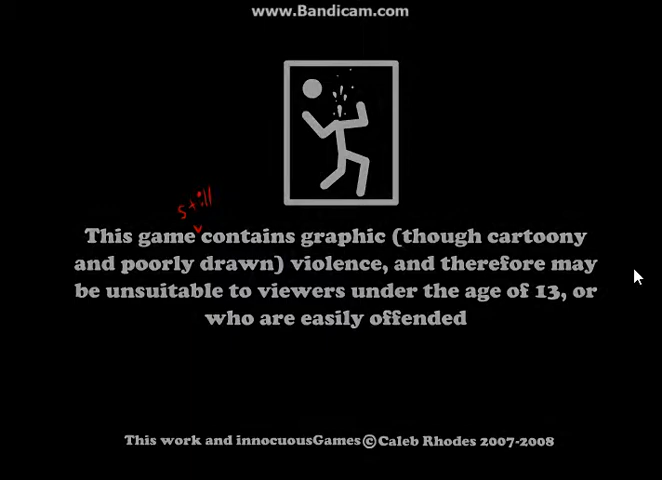 www.Bandicam.com
still
This game contains graphic (though cartoony
and poorly drawn) violence, and therefore may
be unsuitable to viewers under the age of 13, or
who are easily offended
This work and innocuousGames©Caleb Rhodes 2007-2008